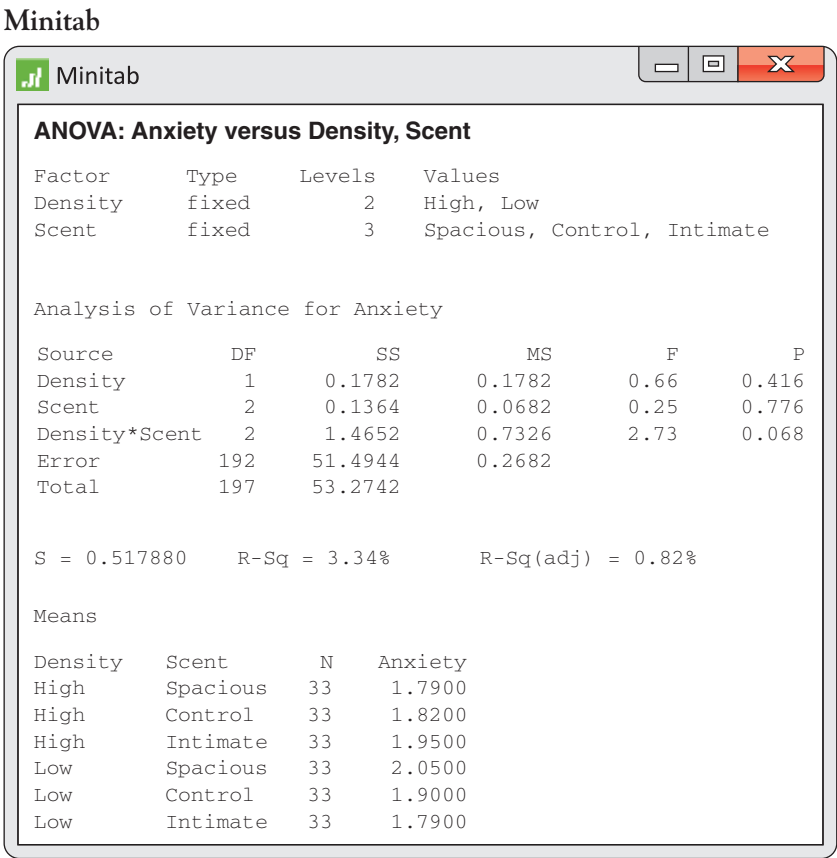 Minitab
Minitab
ANOVA: Anxiety versus Density, Scent
Factor Type Levels Values
Density fixed 2 High, Low
Scent fixed 3 Spacious, Control, Intimate
Analysis of Variance for Anxiety
Source DF SS MS F P
Density 1 0.1782 0.1782 0.66 0.416
Scent 2 0.1364 0.0682 0.25 0.776
Density*Scent 2 1.4652 0.7326 2.73 0.068
Error 192 51.4944 0.2682
Total 197 53.2742
S = 0.517880 R-Sq = 3.34% R-Sq(adj) = 0.82%
Means
Density Scent N Anxiety
High Spacious 33 1.7900
High Control 33 1.8200
High Intimate 33 1.9500
Low Spacious 33 2.0500
Low Control 33 1.9000
Low Intimate 33 1.7900